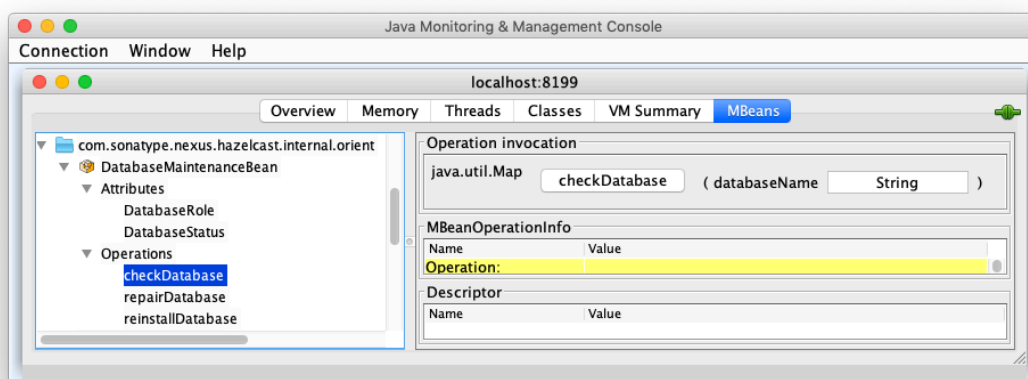 Java Monitoring & Management Console
Connection Window Help
localhost:8199
Overview Memory Threads Classes VM Summary MBeans
com.sonatype.nexus.hazelcast.internal.orient
DatabaseMaintenanceBean
Attributes
DatabaseRole
DatabaseStatus
Operations
checkDatabase
repairDatabase
reinstallDatabase
Operation invocation
java.util.Map checkDatabase ( databaseName String )
MBeanOperationInfo
Name Value
Operation:
Descriptor
Name Value